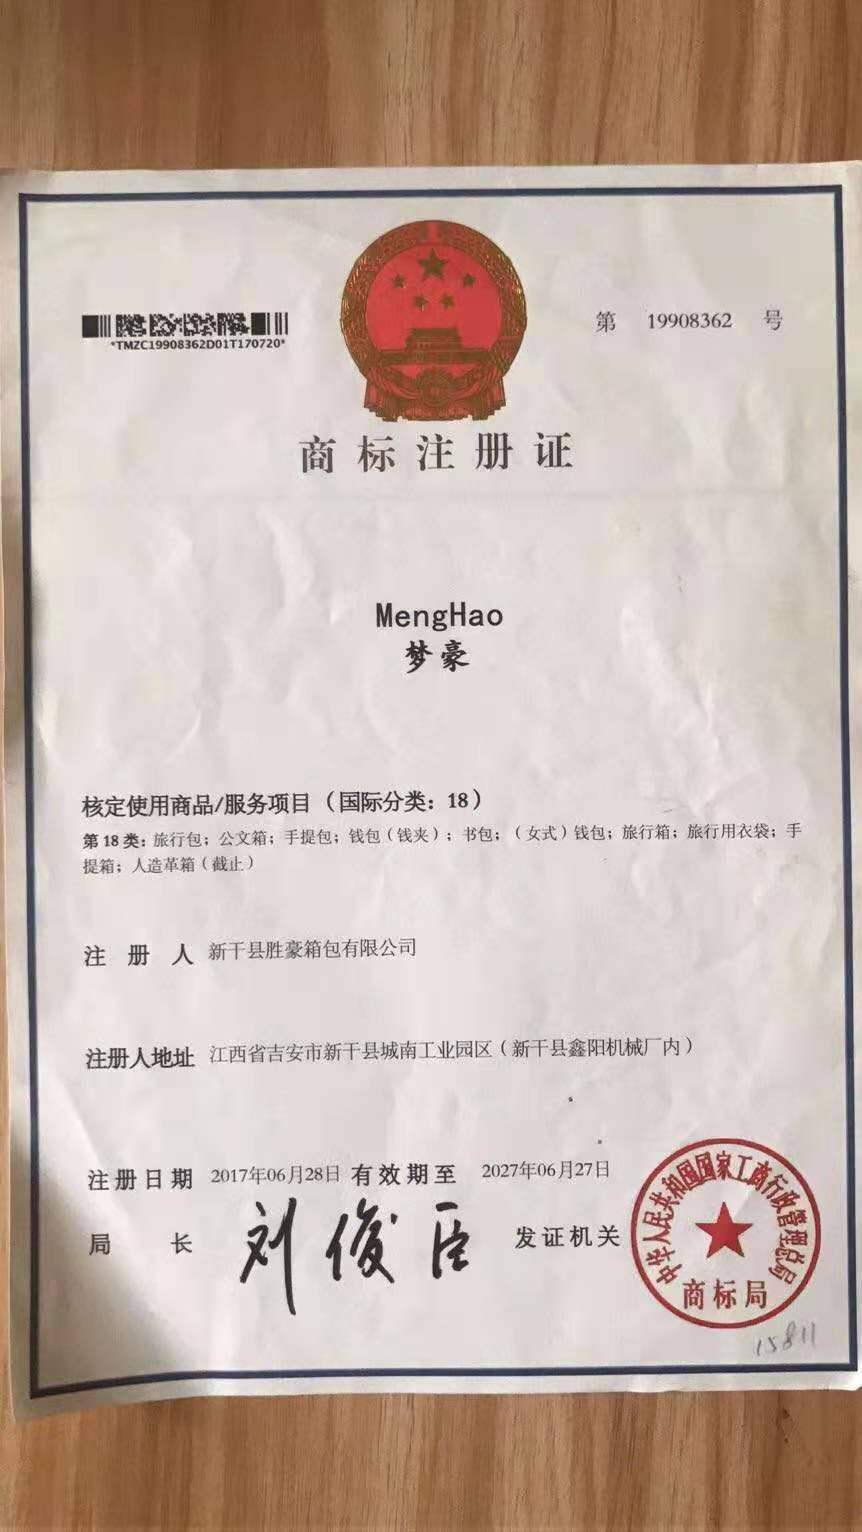 第 19908362 号
*TMZC19908362D01T170720*
商标注册证
MengHao
梦豪
核定使用商品/服务项目（国际分类：18）
第18类：旅行包；公文箱；手提包；钱包（钱夹）；书包；（女式）钱包；旅行箱；旅行用衣袋；手
提箱；人造革箱（截止）
注册人 新干县胜豪箱包有限公司
注册人地址 江西省吉安市新干县城南工业园区（新干县鑫阳机械厂内）
注册日期 2017年06月28日 有效期至 2027年06月27日
局长 刘俊臣 发证机关
中华人民共和国国家工商行政管理总局
商标局
15811